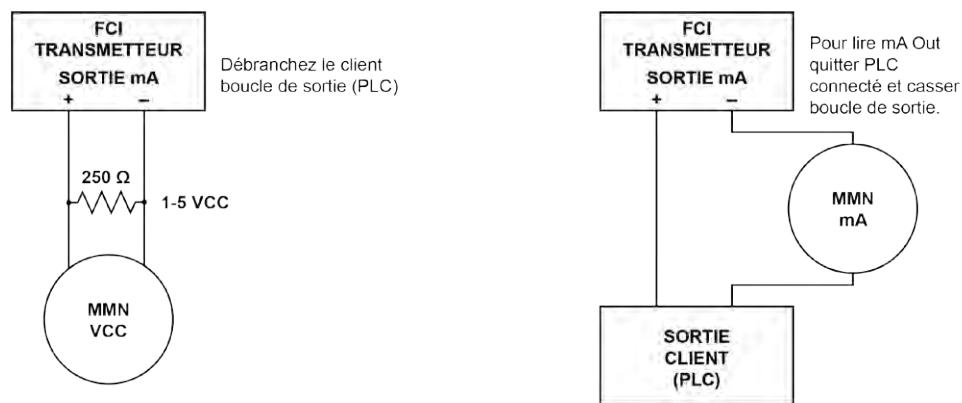 FCI
TRANSMETTEUR
SORTIE mA
+ –
Débranchez le client
boucle de sortie (PLC)
250 Ω
1-5 VCC
MMN
VCC
FCI
TRANSMETTEUR
SORTIE mA
+ –
Pour lire mA Out
quitter PLC
connecté et casser
boucle de sortie.
MMN
mA
SORTIE
CLIENT
(PLC)